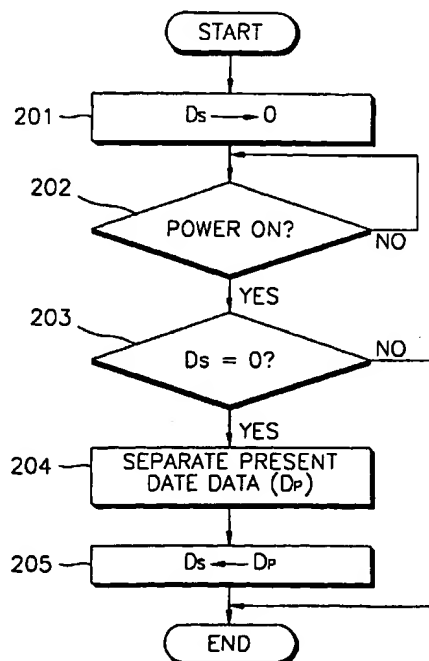 START
201
Ds → 0
202
POWER ON?
NO
YES
203
Ds = 0?
NO
YES
204
SEPARATE PRESENT
DATE DATA (DP)
205
Ds ← DP
END